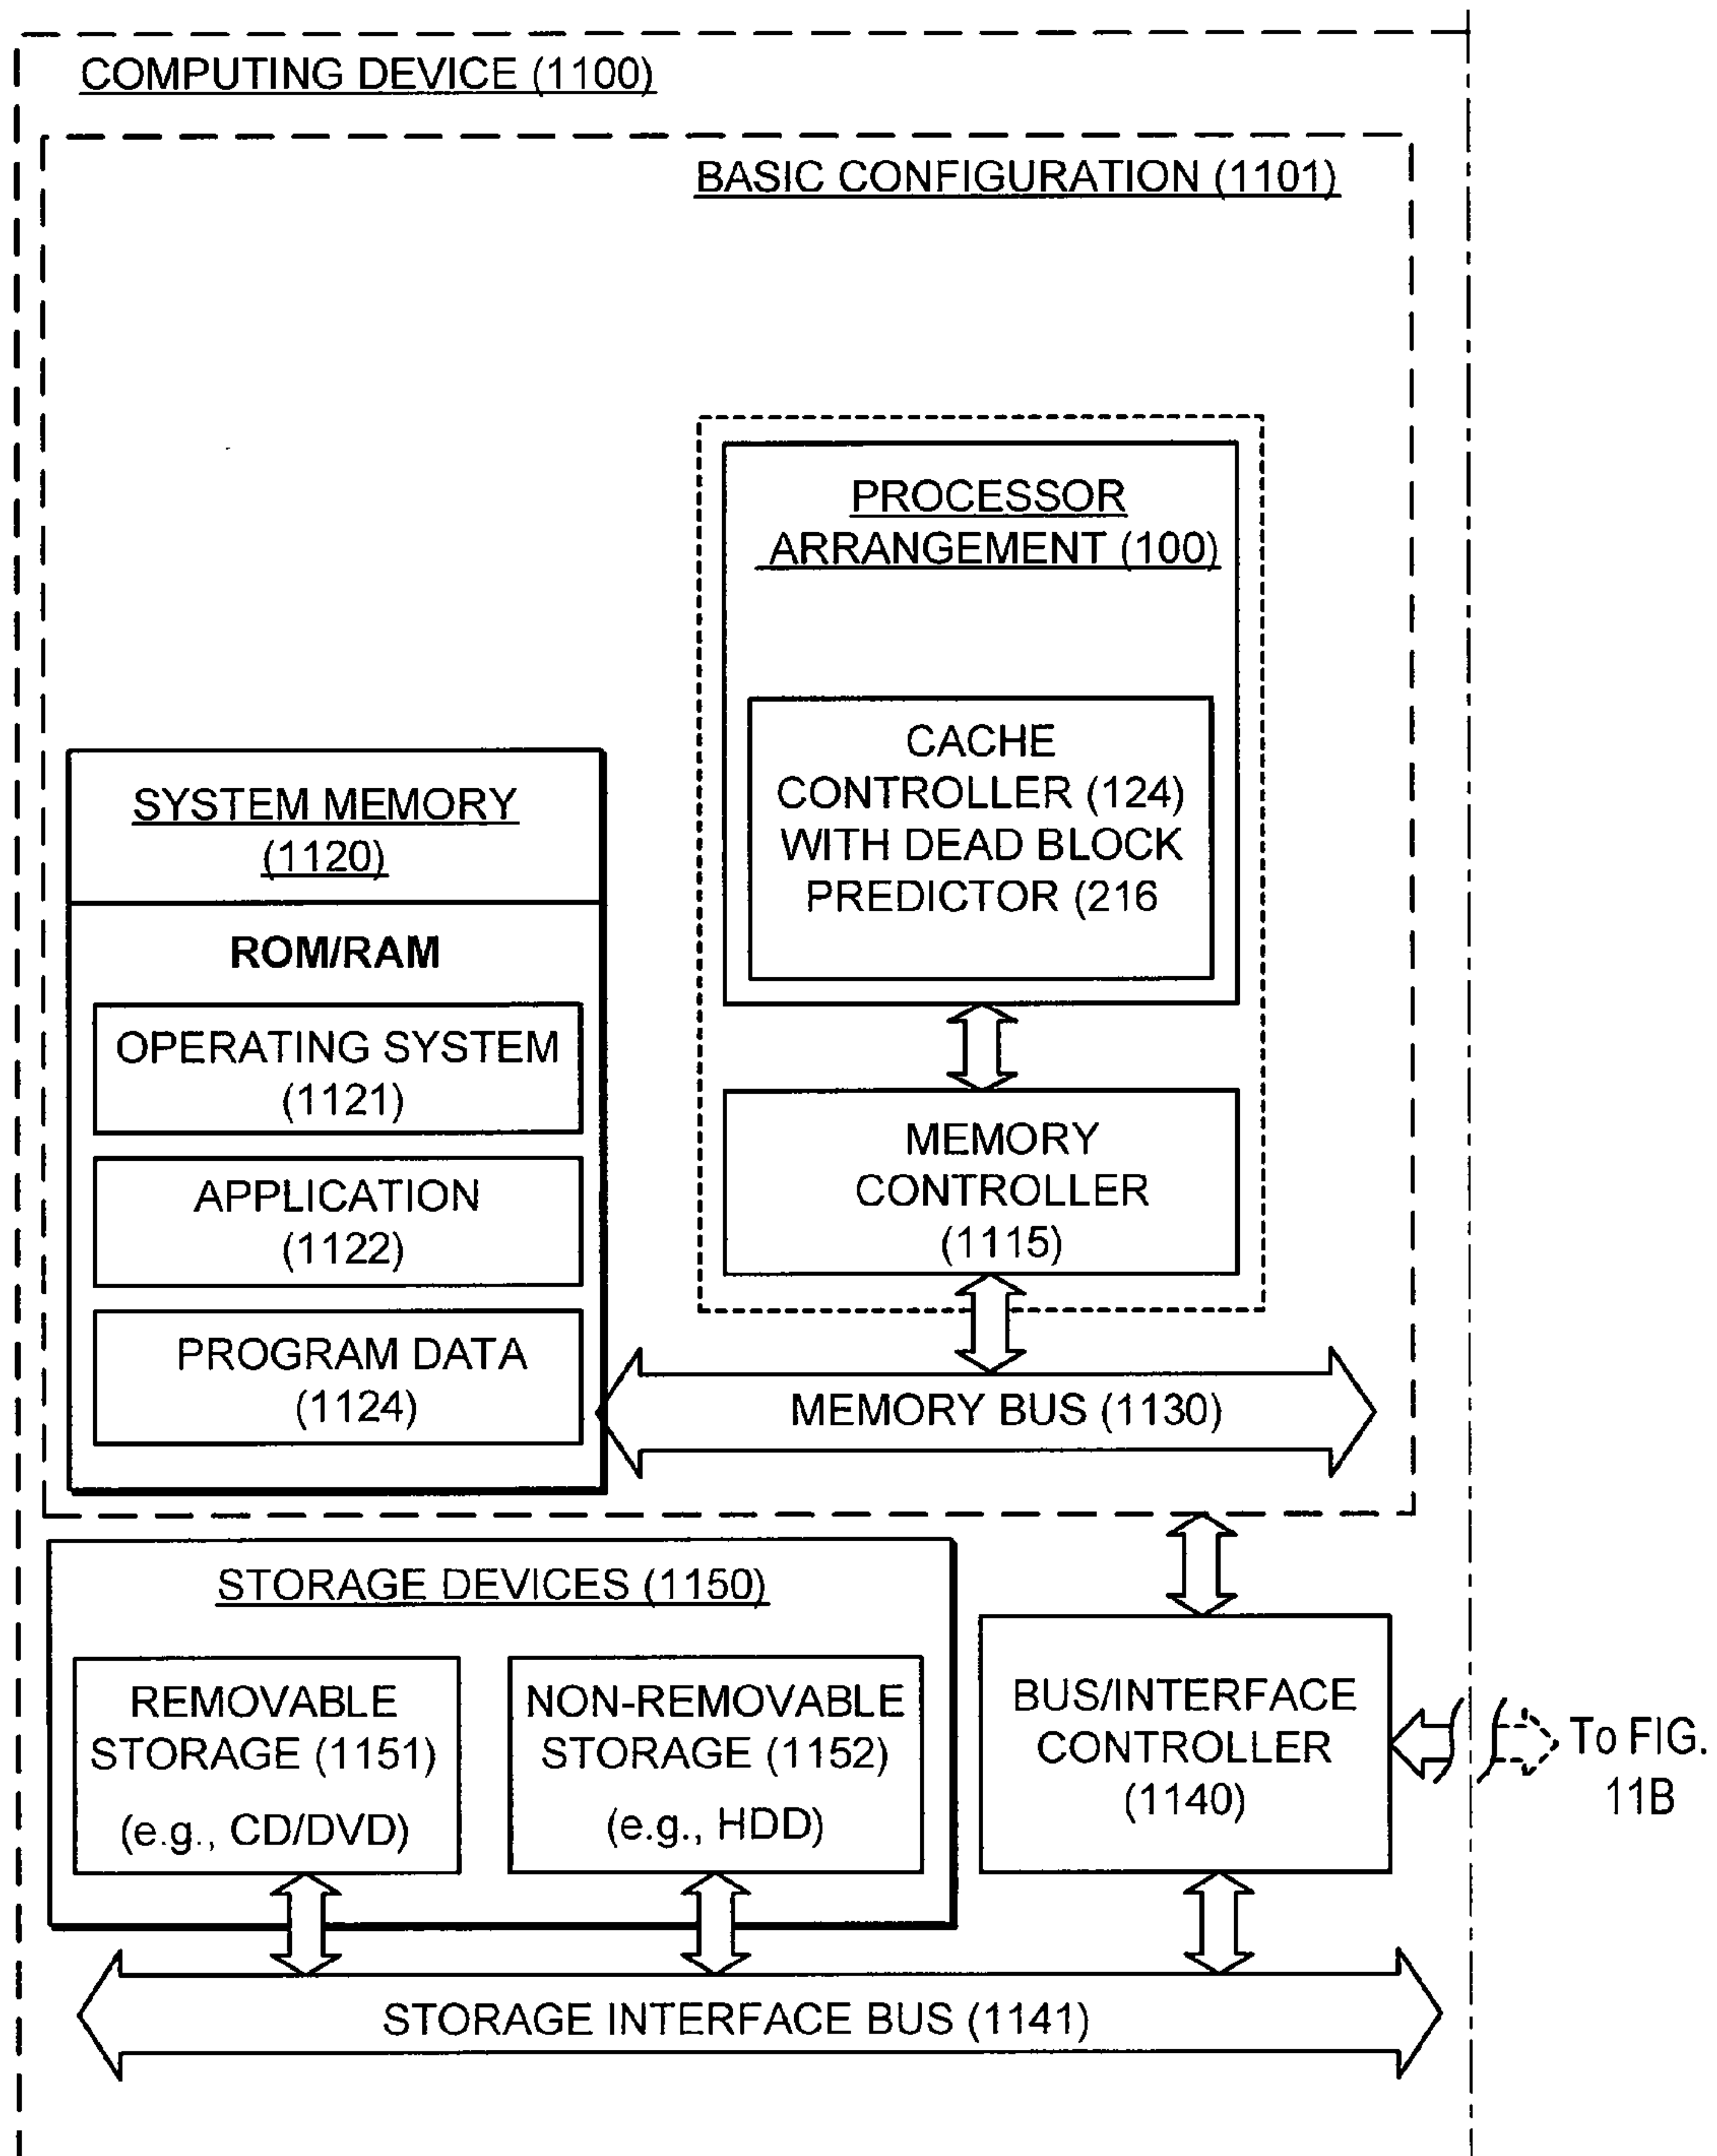 COMPUTING DEVICE (1100)
BASIC CONFIGURATION (1101)
PROCESSOR
ARRANGEMENT (100)
CACHE
CONTROLLER (124)
WITH DEAD BLOCK
PREDICTOR (216
SYSTEM MEMORY
(1120)
ROM/RAM
OPERATING SYSTEM
(1121)
APPLICATION
(1122)
PROGRAM DATA
(1124)
MEMORY
CONTROLLER
(1115)
MEMORY BUS (1130)
STORAGE DEVICES (1150)
REMOVABLE
STORAGE (1151)
(e.g., CD/DVD)
NON-REMOVABLE
STORAGE (1152)
(e.g., HDD)
BUS/INTERFACE
CONTROLLER
(1140)
To FIG.
11B
STORAGE INTERFACE BUS (1141)